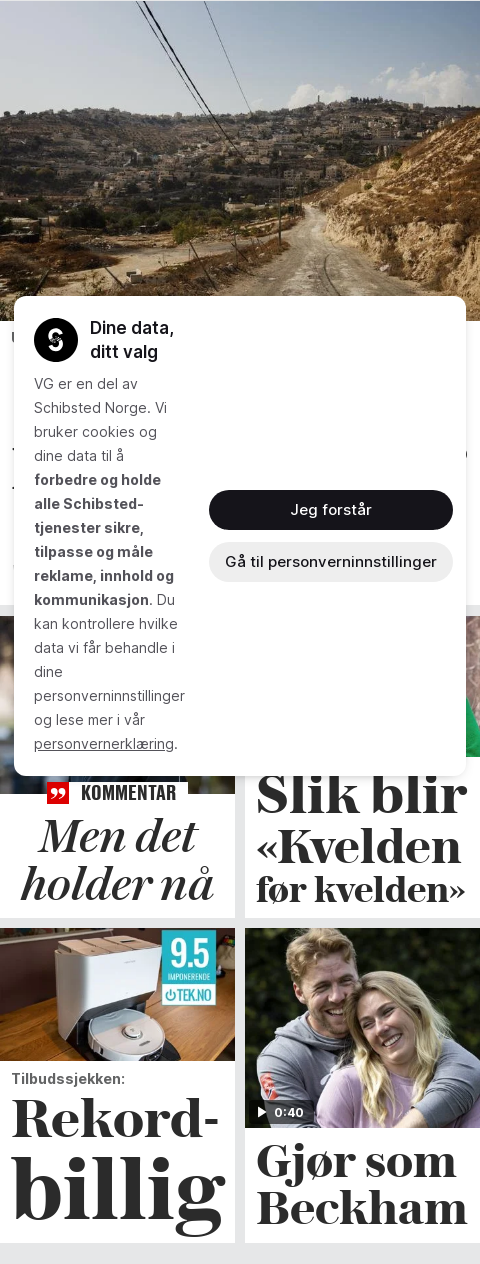 Dine data,
ditt valg
VG er en del av
Schibsted Norge. Vi
bruker cookies og
dine data til å
forbedre og holde
alle Schibsted-
tjenester sikre,
tilpasse og måle
reklame, innhold og
kommunikasjon. Du
kan kontrollere hvilke
data vi får behandle i
dine
personverninnstillinger
og lese mer i vår
personvernerklæring.
Jeg forstår
Gå til personverninnstillinger
KOMMENTAR
Men det
holder nå
Slik blir
«Kvelden
før kvelden»
9.5
IMPONERENDE
TEK.NO
Tilbudssjekken:
Rekord-
billig
0:40
Gjør som
Beckham